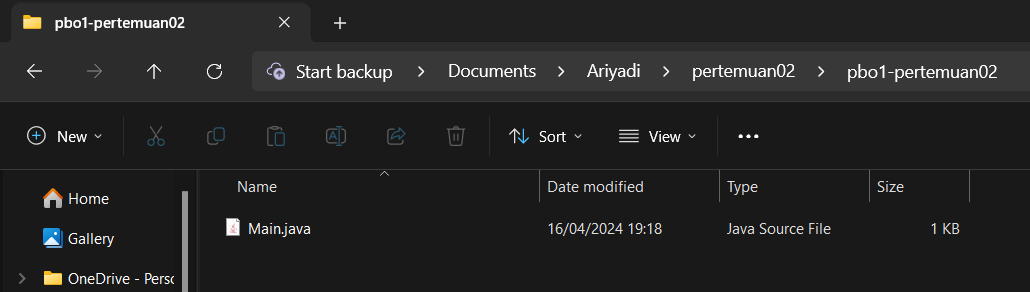 pbo1-pertemuan02
Start backup > Documents > Ariyadi > pertemuan02 > pbo1-pertemuan02
New Sort View
Name Date modified Type Size
Home
Main.java 16/04/2024 19:18 Java Source File 1 KB
Gallery
OneDrive - Perso